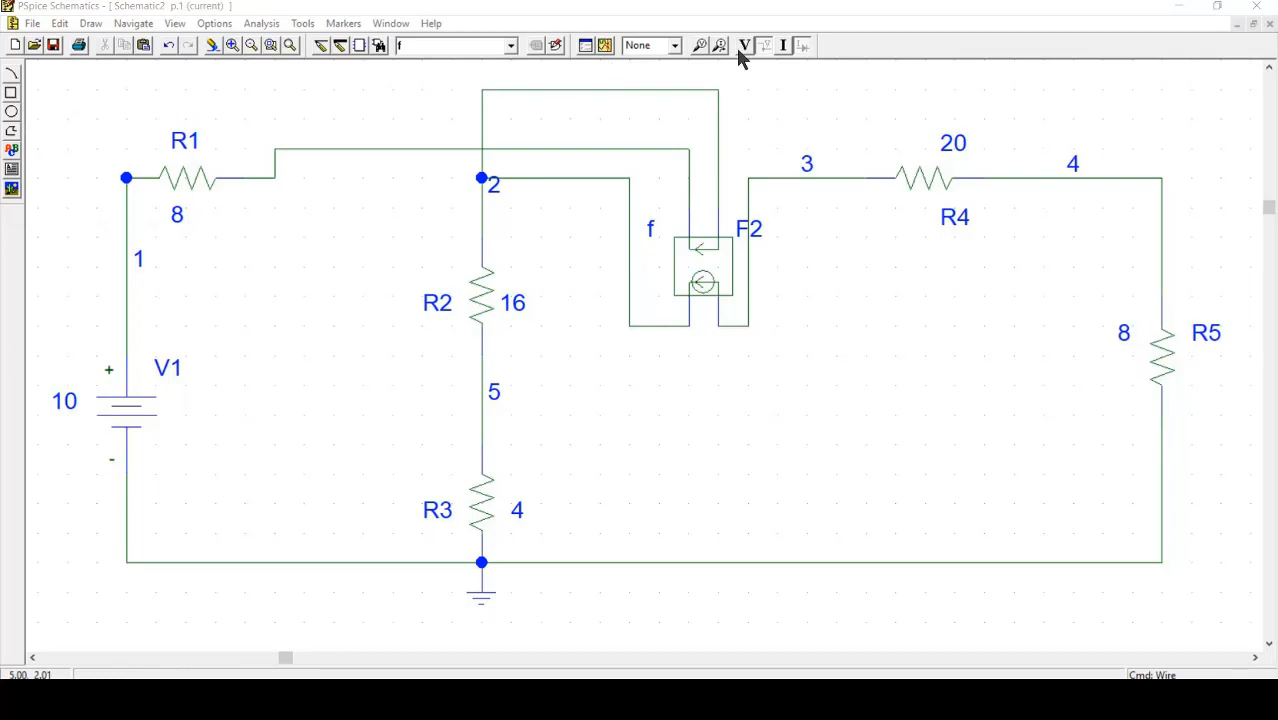 PSpice Schematics - [ Schematic2 p.1 (current) ]
File Edit Draw Navigate View Options Analysis Tools Markers Window Help
f None V I
R1
8
2
1
f F2
3
20
R4
4
R2 16
8 R5
V1
+
10
-
5
R3 4
5.00, 2.01 Cmd: Wire